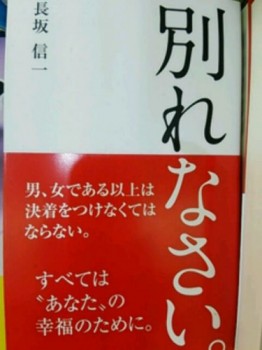 別れなさい。
長坂 信一
男、女である以上は
決着をつけなくては
ならない。
すべては
〝あなた〟の
幸福のために。